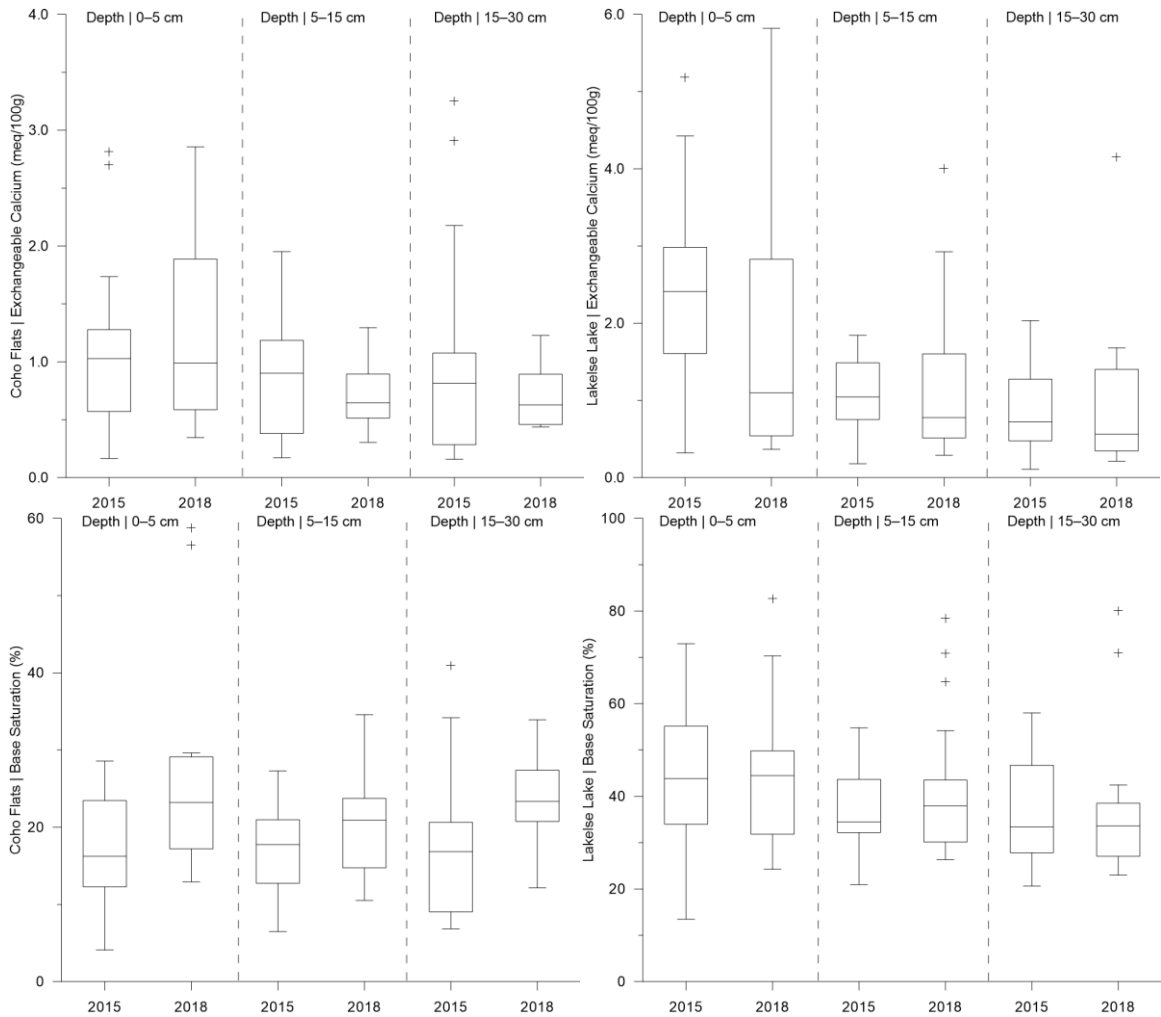 Depth | 0–5 cm
Depth | 5–15 cm
Depth | 15–30 cm
4.0
3.0
2.0
1.0
0.0
Coho Flats | Exchangeable Calcium (meq/100g)
2015
2018
2015
2018
2015
2018
Depth | 0–5 cm
Depth | 5–15 cm
Depth | 15–30 cm
6.0
4.0
2.0
0.0
Lakelse Lake | Exchangeable Calcium (meq/100g)
2015
2018
2015
2018
2015
2018
Depth | 0–5 cm
Depth | 5–15 cm
Depth | 15–30 cm
60
40
20
0
Coho Flats | Base Saturation (%)
2015
2018
2015
2018
2015
2018
Depth | 0–5 cm
Depth | 5–15 cm
Depth | 15–30 cm
100
80
60
40
20
0
Lakelse Lake | Base Saturation (%)
2015
2018
2015
2018
2015
2018